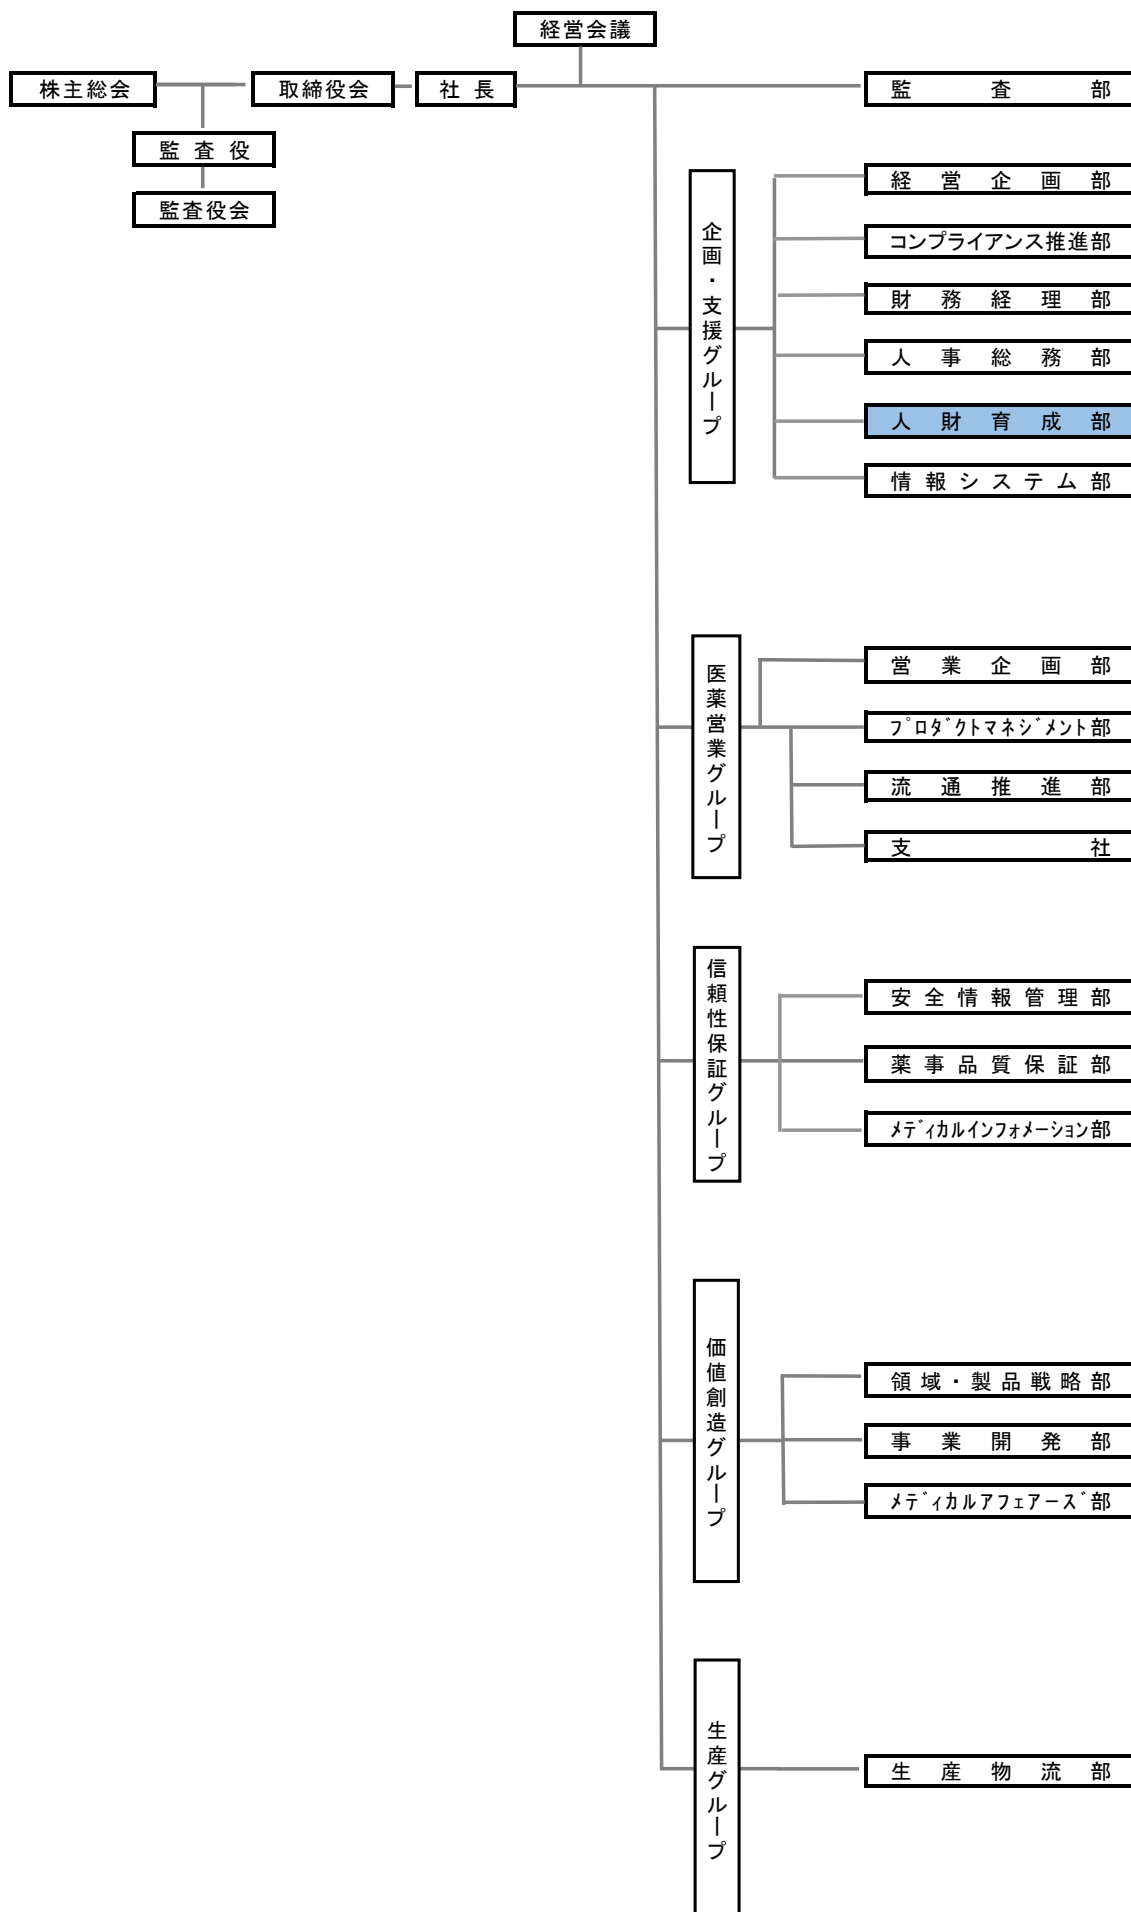 経営会議
株主総会
取締役会
社長
監査部
監査役
監査役会
企画・支援グループ
経営企画部
コンプライアンス推進部
財務経理部
人事総務部
人財育成部
情報システム部
医薬営業グループ
営業企画部
プロダクトマネジメント部
流通推進部
支社
信頼性保証グループ
安全情報管理部
薬事品質保証部
メディカルインフォメーション部
価値創造グループ
領域・製品戦略部
事業開発部
メディカルアフェアーズ部
生産グループ
生産物流部